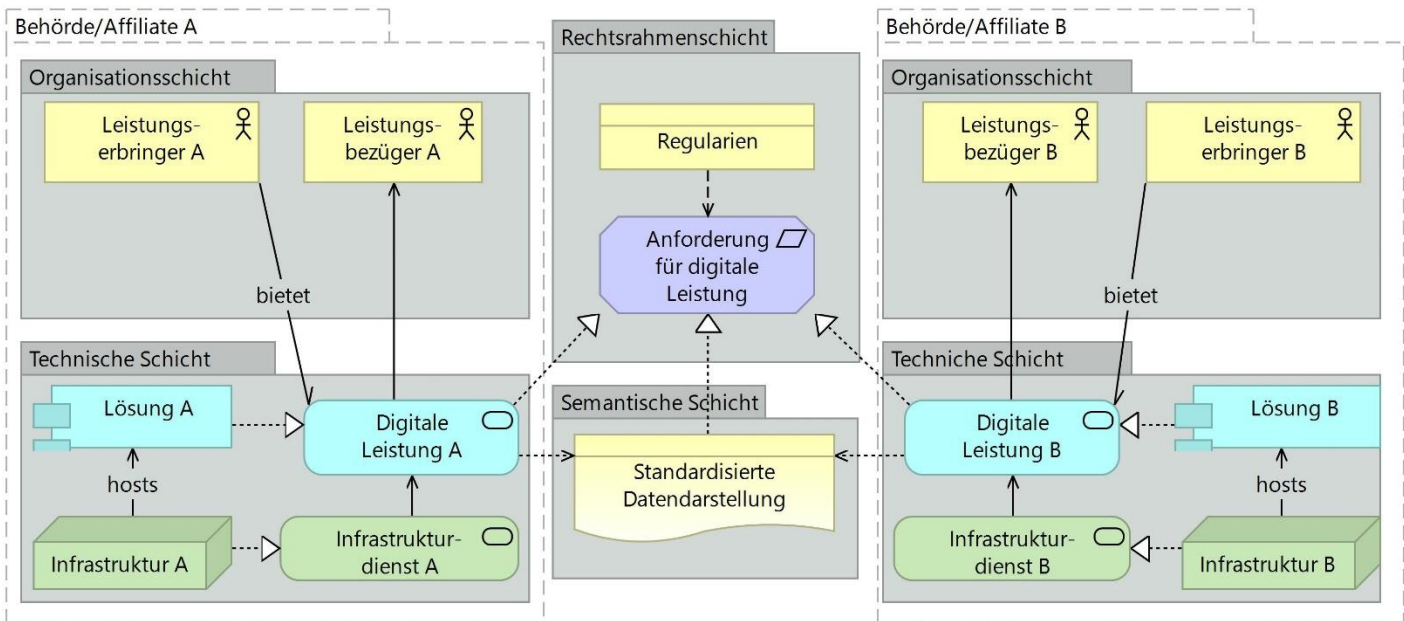 Behörde/Affiliate A
Organisationsschicht
Leistungs-
erbringer A
Leistungs-
bezüger A
bietet
Technische Schicht
Lösung A
Digitale
Leistung A
hosts
Infrastruktur A
Infrastruktur-
dienst A
Rechtsrahmenschicht
Regularien
Anforderung
für digitale
Leistung
Semantische Schicht
Standardisierte
Datendarstellung
Behörde/Affiliate B
Organisationsschicht
Leistungs-
bezüger B
Leistungs-
erbringer B
bietet
Techniche Schicht
Digitale
Leistung B
Lösung B
hosts
Infrastruktur-
dienst B
Infrastruktur B